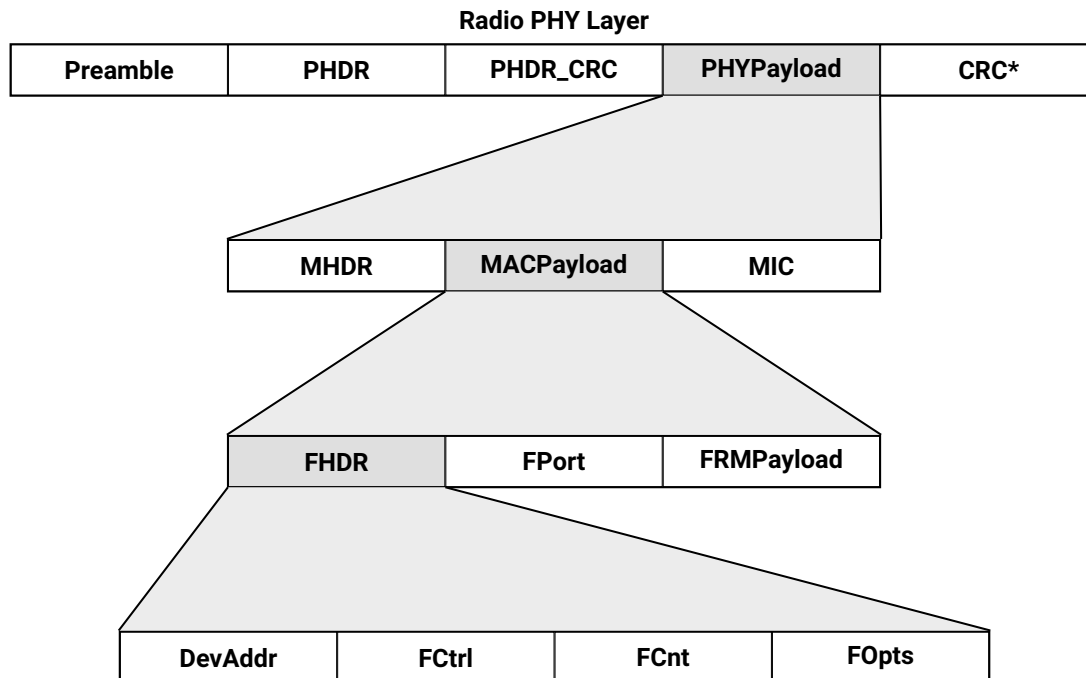 Radio PHY Layer
Preamble PHDR PHDR_CRC PHYPayload CRC*
MHDR MACPayload MIC
FHDR FPort FRMPayload
DevAddr FCtrl FCnt FOpts